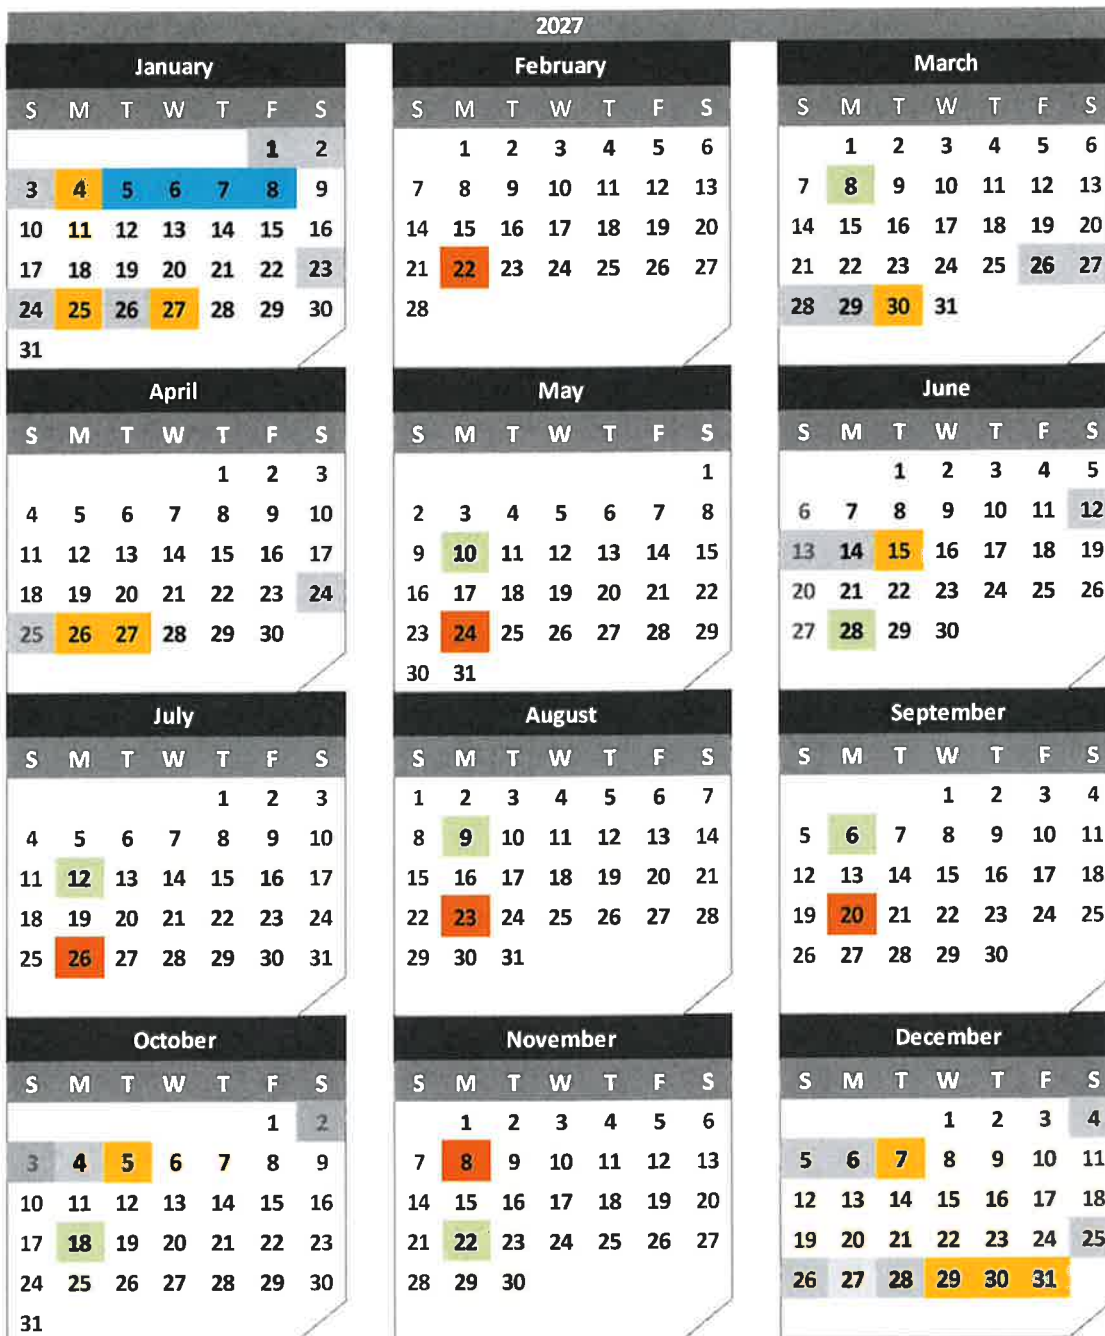 2027
January
S M T W T F S
1 2
3 4 5 6 7 8 9
10 11 12 13 14 15 16
17 18 19 20 21 22 23
24 25 26 27 28 29 30
31
February
S M T W T F S
1 2 3 4 5 6
7 8 9 10 11 12 13
14 15 16 17 18 19 20
21 22 23 24 25 26 27
28
March
S M T W T F S
1 2 3 4 5 6
7 8 9 10 11 12 13
14 15 16 17 18 19 20
21 22 23 24 25 26 27
28 29 30 31
April
S M T W T F S
1 2 3
4 5 6 7 8 9 10
11 12 13 14 15 16 17
18 19 20 21 22 23 24
25 26 27 28 29 30
May
S M T W T F S
1
2 3 4 5 6 7 8
9 10 11 12 13 14 15
16 17 18 19 20 21 22
23 24 25 26 27 28 29
30 31
June
S M T W T F S
1 2 3 4 5
6 7 8 9 10 11 12
13 14 15 16 17 18 19
20 21 22 23 24 25 26
27 28 29 30
July
S M T W T F S
1 2 3
4 5 6 7 8 9 10
11 12 13 14 15 16 17
18 19 20 21 22 23 24
25 26 27 28 29 30 31
August
S M T W T F S
1 2 3 4 5 6 7
8 9 10 11 12 13 14
15 16 17 18 19 20 21
22 23 24 25 26 27 28
29 30 31
September
S M T W T F S
1 2 3 4
5 6 7 8 9 10 11
12 13 14 15 16 17 18
19 20 21 22 23 24 25
26 27 28 29 30
October
S M T W T F S
1 2
3 4 5 6 7 8 9
10 11 12 13 14 15 16
17 18 19 20 21 22 23
24 25 26 27 28 29 30
31
November
S M T W T F S
1 2 3 4 5 6
7 8 9 10 11 12 13
14 15 16 17 18 19 20
21 22 23 24 25 26 27
28 29 30
December
S M T W T F S
1 2 3 4
5 6 7 8 9 10 11
12 13 14 15 16 17 18
19 20 21 22 23 24 25
26 27 28 29 30 31